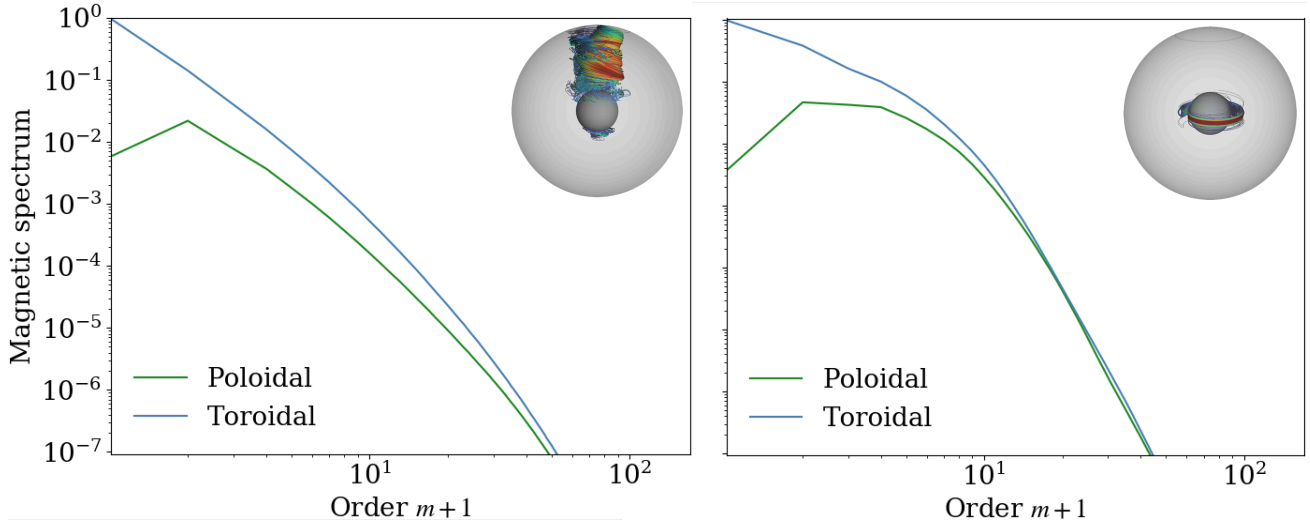 Magnetic spectrum
10^0
10^-1
10^-2
10^-3
10^-4
10^-5
10^-6
10^-7
Poloidal
Toroidal
10^1
10^2
Order m+1
Poloidal
Toroidal
10^1
10^2
Order m+1